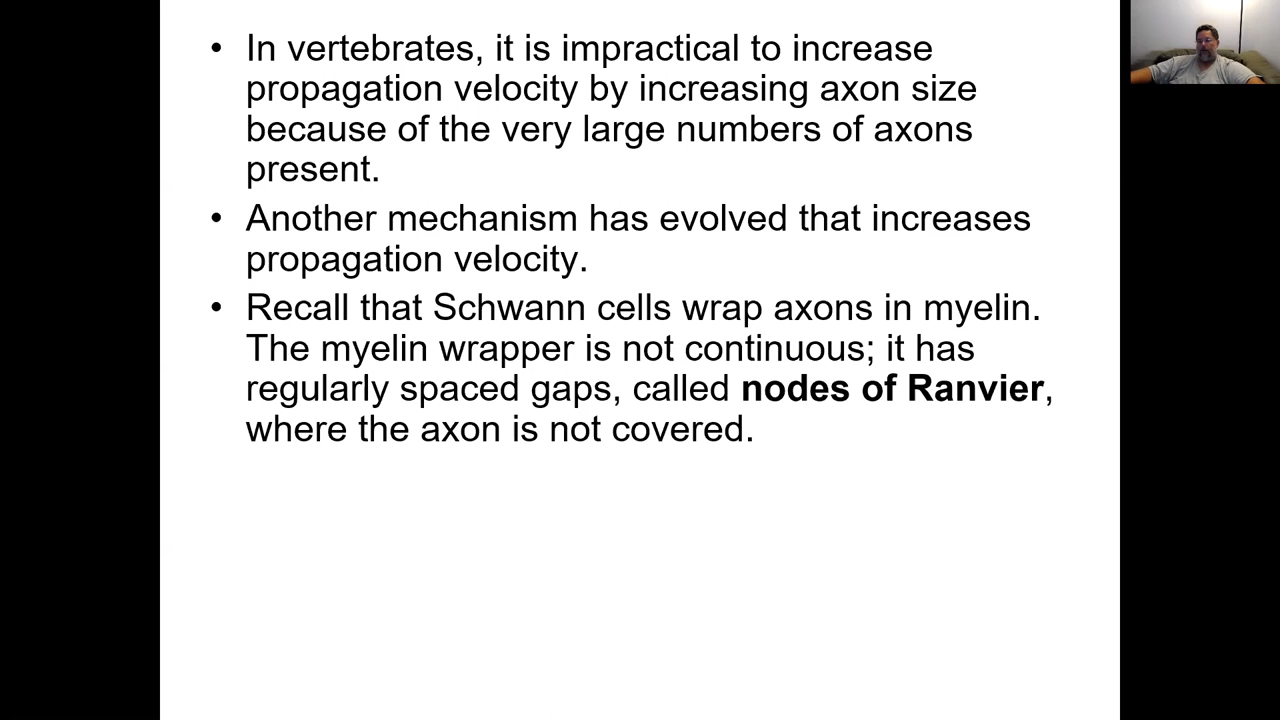 • In vertebrates, it is impractical to increase
propagation velocity by increasing axon size
because of the very large numbers of axons
present.
• Another mechanism has evolved that increases
propagation velocity.
• Recall that Schwann cells wrap axons in myelin.
The myelin wrapper is not continuous; it has
regularly spaced gaps, called nodes of Ranvier,
where the axon is not covered.